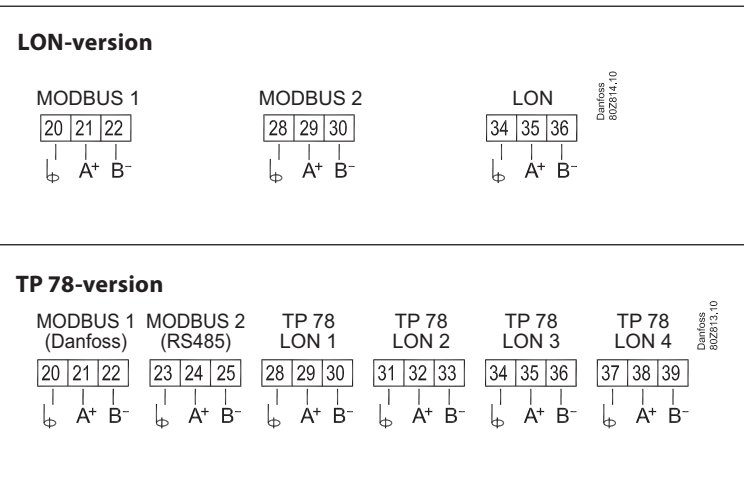 LON-version
MODBUS 1 MODBUS 2 LON
20 21 22 28 29 30 34 35 36
A+ B- A+ B- A+ B-
Danfoss
80Z814.10
TP 78-version
MODBUS 1 MODBUS 2 TP 78 TP 78 TP 78 TP 78
(Danfoss) (RS485) LON 1 LON 2 LON 3 LON 4
20 21 22 23 24 25 28 29 30 31 32 33 34 35 36 37 38 39
A+ B- A+ B- A+ B- A+ B- A+ B- A+ B-
Danfoss
80Z813.10